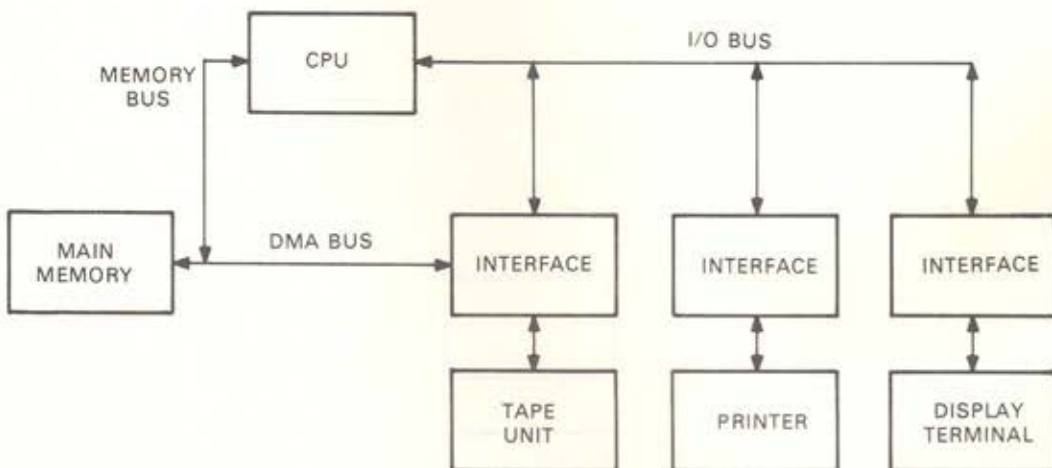 CPU
I/O BUS
MEMORY
BUS
MAIN
MEMORY
DMA BUS
INTERFACE
INTERFACE
INTERFACE
TAPE
UNIT
PRINTER
DISPLAY
TERMINAL